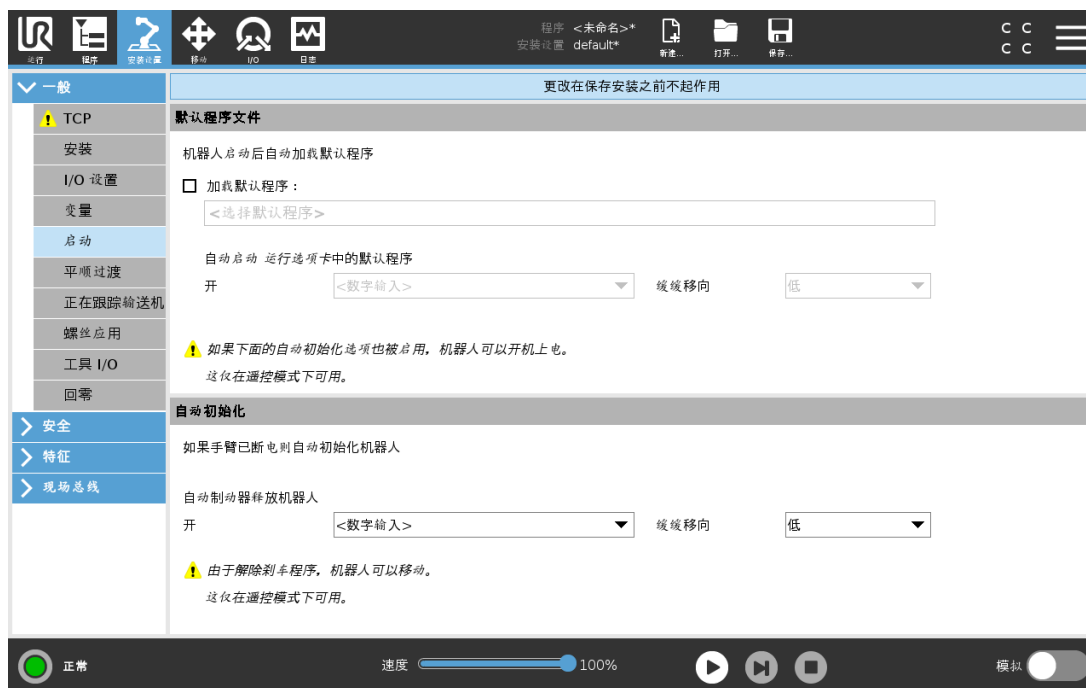 程序 <未命名>*
安装设置 default*
C C
C C
运行
程序
安装设置
移动
I/O
日志
新建...
打开...
保存...
一般
TCP
安装
I/O 设置
变量
启动
平顺过渡
正在跟踪输送机
螺丝应用
工具 I/O
回零
安全
特征
现场总线
更改在保存安装之前不起作用
默认程序文件
机器人启动后自动加载默认程序
加载默认程序：
<选择默认程序>
自动启动 运行选项卡中的默认程序
开 <数字输入> 缓缓移向 低
如果下面的自动初始化选项也被启用，机器人可以开机上电。
这仅在遥控模式下可用。
自动初始化
如果手臂已断电则自动初始化机器人
自动制动器释放机器人
开 <数字输入> 缓缓移向 低
由于解除刹车程序，机器人可以移动。
这仅在遥控模式下可用。
正常
速度 100%
模拟